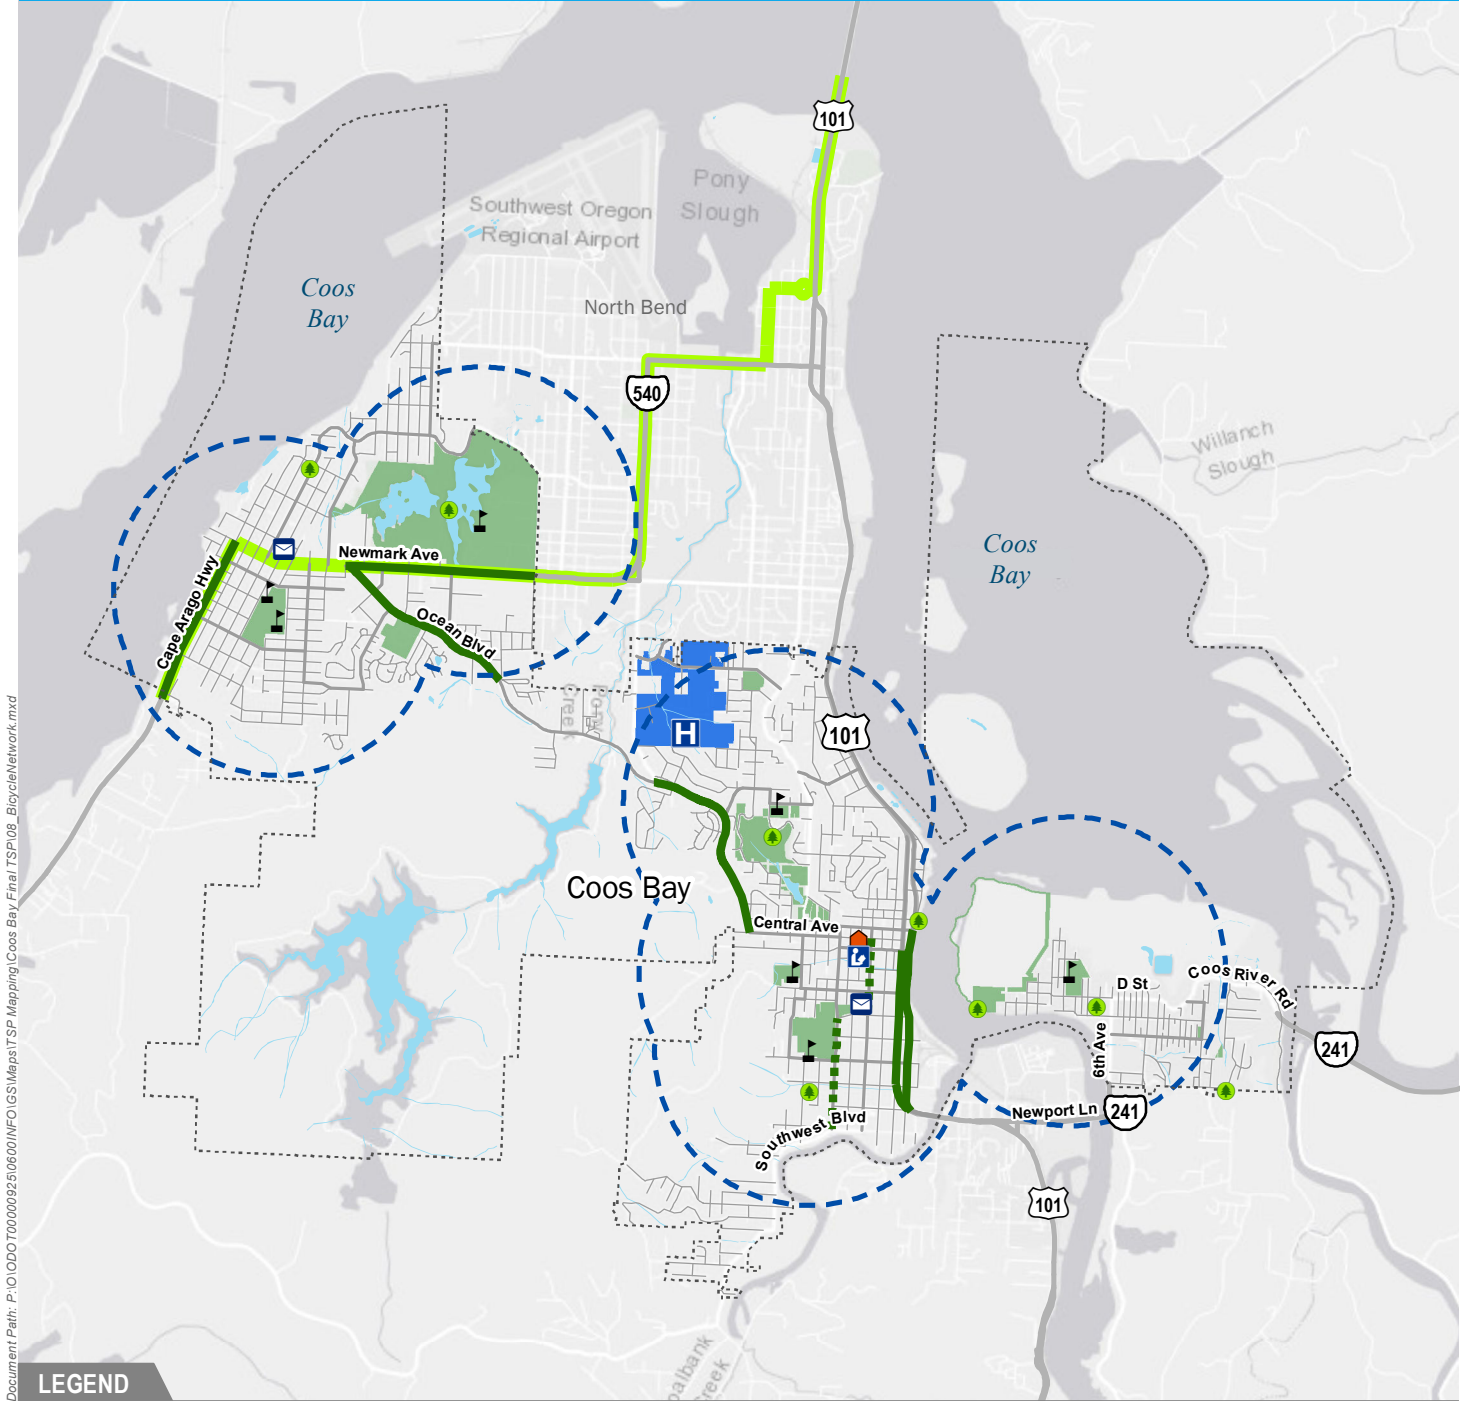 101
Pony
Slough
Southwest Oregon
Regional Airport
Coos
Bay
North Bend
540
Willanch
Slough
Newmark Ave
Coos
Bay
Cape Arago Hwy
Ocean Blvd
Pony
Creek
H
101
Coos Bay
Central Ave
D St
Coos River Rd
6th Ave
241
Newport Ln
241
Southwest Blvd
101
Document Path: P:\O\ODOT00000925\0600INFO\GS\Maps\TSP Mapping\Coos Bay Final TSP\08_BicycleNetwork.mxd
LEGEND